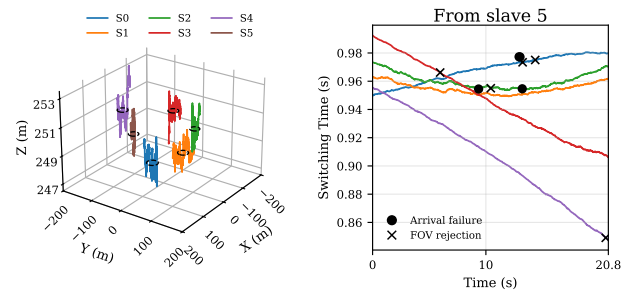 S0 S2 S4
S1 S3 S5
253
251
249
247
Z (m)
−200
−100
0
100
200
Y (m)
−200
−100
0
100
200
X (m)
From slave 5
0.98
0.96
0.94
0.92
0.90
0.88
0.86
Switching Time (s)
Arrival failure
FOV rejection
0 10 20.8
Time (s)